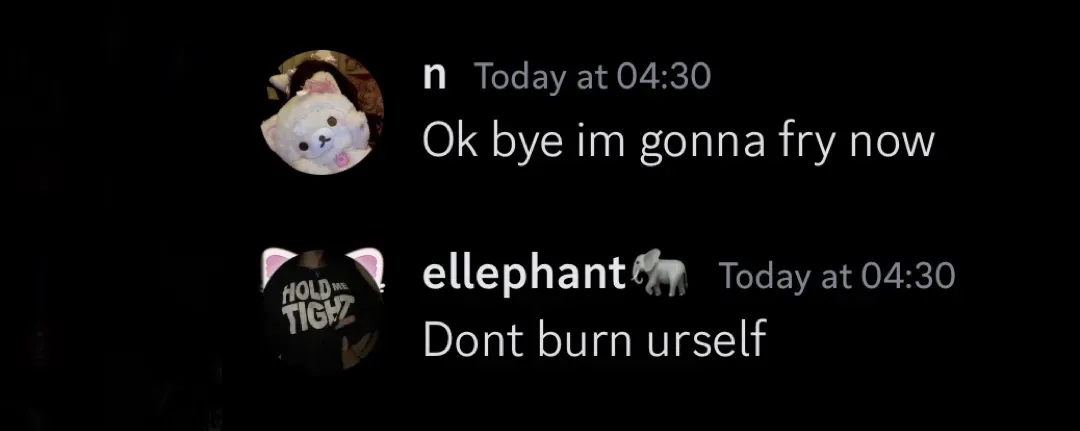 n Today at 04:30
Ok bye im gonna fry now
ellephant🐘 Today at 04:30
HOLD ME
TIGHT
Dont burn urself